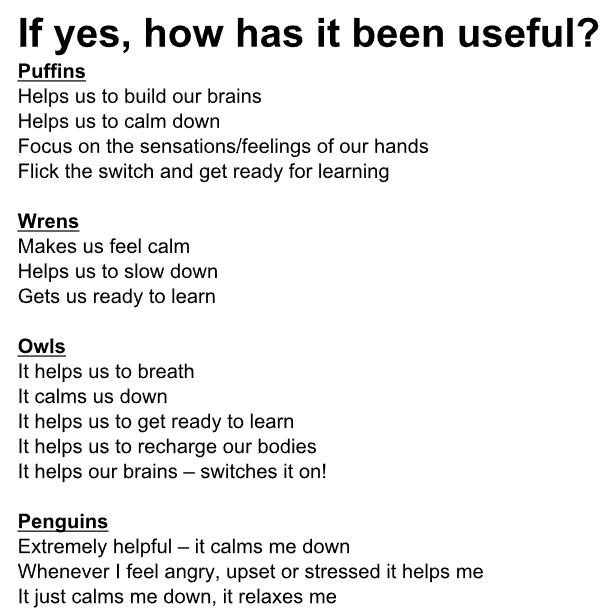 If yes, how has it been useful?
Puffins
Helps us to build our brains
Helps us to calm down
Focus on the sensations/feelings of our hands
Flick the switch and get ready for learning
Wrens
Makes us feel calm
Helps us to slow down
Gets us ready to learn
Owls
It helps us to breath
It calms us down
It helps us to get ready to learn
It helps us to recharge our bodies
It helps our brains – switches it on!
Penguins
Extremely helpful – it calms me down
Whenever I feel angry, upset or stressed it helps me
It just calms me down, it relaxes me